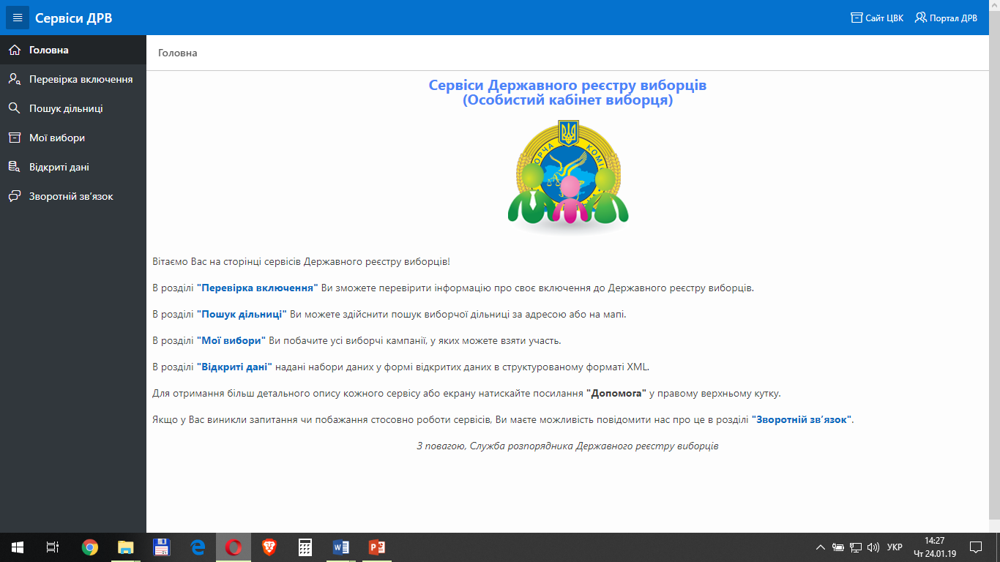 Сервіси ДРВ
Сайт ЦВК
Портал ДРВ
Головна
Перевірка включення
Пошук дільниці
Мої вибори
Відкриті дані
Зворотній зв’язок
Головна
Сервіси Державного реєстру виборців
(Особистий кабінет виборця)
ОРЧА КОМІ
Вітаємо Вас на сторінці сервісів Державного реєстру виборців!
В розділі "Перевірка включення" Ви зможете перевірити інформацію про своє включення до Державного реєстру виборців.
В розділі "Пошук дільниці" Ви можете здійснити пошук виборчої дільниці за адресою або на мапі.
В розділі "Мої вибори" Ви побачите усі виборчі кампанії, у яких можете взяти участь.
В розділі "Відкриті дані" надані набори даних у формі відкритих даних в структурованому форматі XML.
Для отримання більш детального опису кожного сервісу або екрану натискайте посилання "Допомога" у правому верхньому кутку.
Якщо у Вас виникли запитання чи побажання стосовно роботи сервісів, Ви маєте можливість повідомити нас про це в розділі "Зворотній зв’язок".
З повагою, Служба розпорядника Державного реєстру виборців
УКР
14:27
Чт 24.01.19